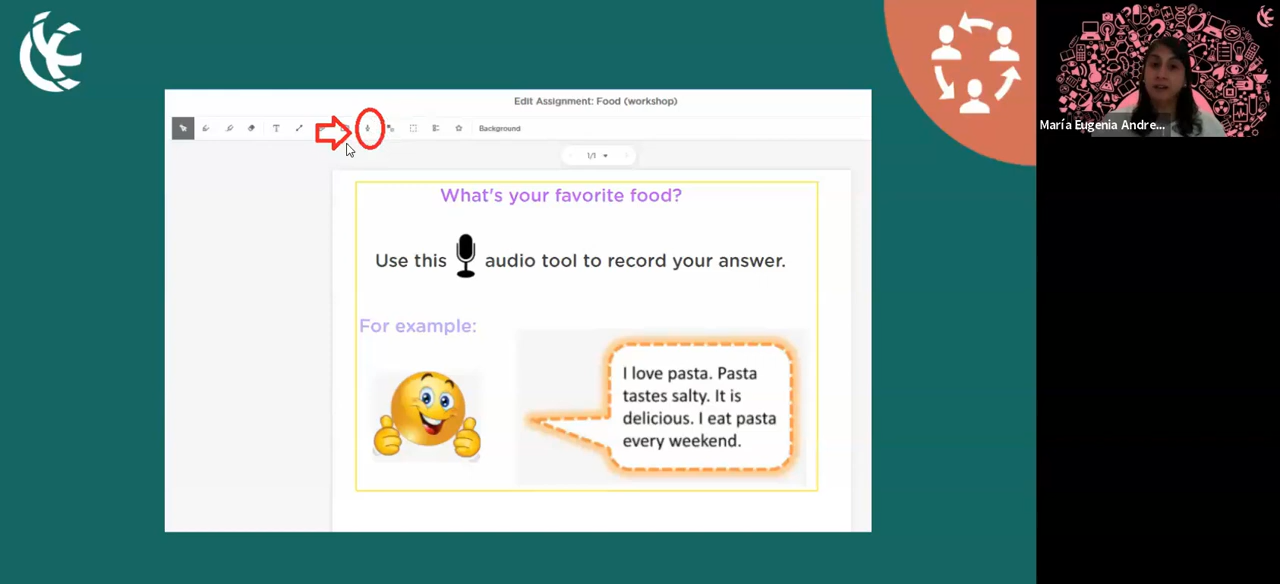 Edit Assignment: Food (workshop)
T
Background
1/1
What's your favorite food?
Use this audio tool to record your answer.
For example:
I love pasta. Pasta
tastes salty. It is
delicious. I eat pasta
every weekend.
María Eugenia Andre...